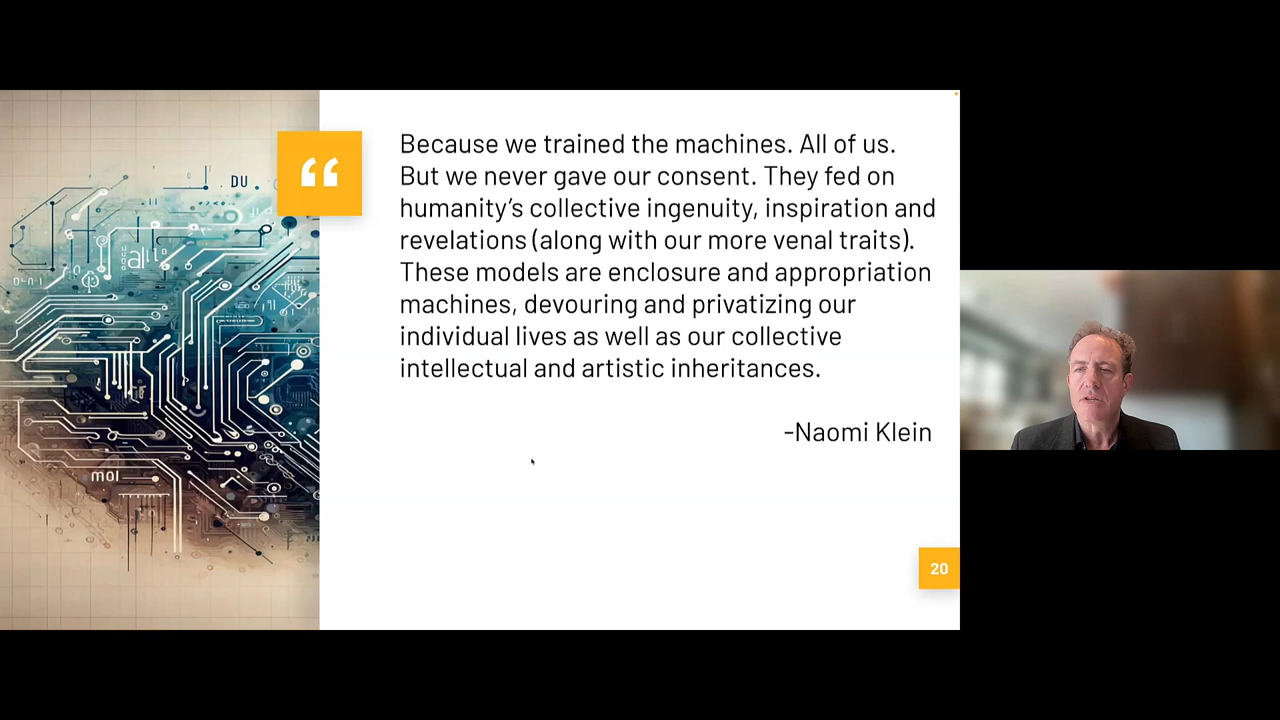 DU
allio
mol
“
Because we trained the machines. All of us.
But we never gave our consent. They fed on
humanity’s collective ingenuity, inspiration and
revelations (along with our more venal traits).
These models are enclosure and appropriation
machines, devouring and privatizing our
individual lives as well as our collective
intellectual and artistic inheritances.
-Naomi Klein
20